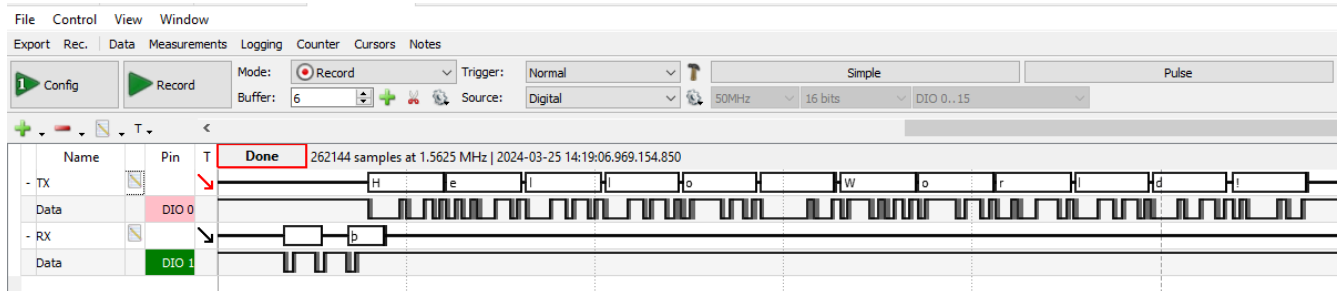 File Control View Window
Export Rec. Data Measurements Logging Counter Cursors Notes
1 Config Record Mode: Record Trigger: Normal Simple Pulse
Buffer: 6 Source: Digital 50MHz 16 bits DIO 0..15
T <
Name Pin T Done 262144 samples at 1.5625 MHz | 2024-03-25 14:19:06.969.154.850
- TX H e l l o W o r l d !
Data DIO 0
- RX þ
Data DIO 1